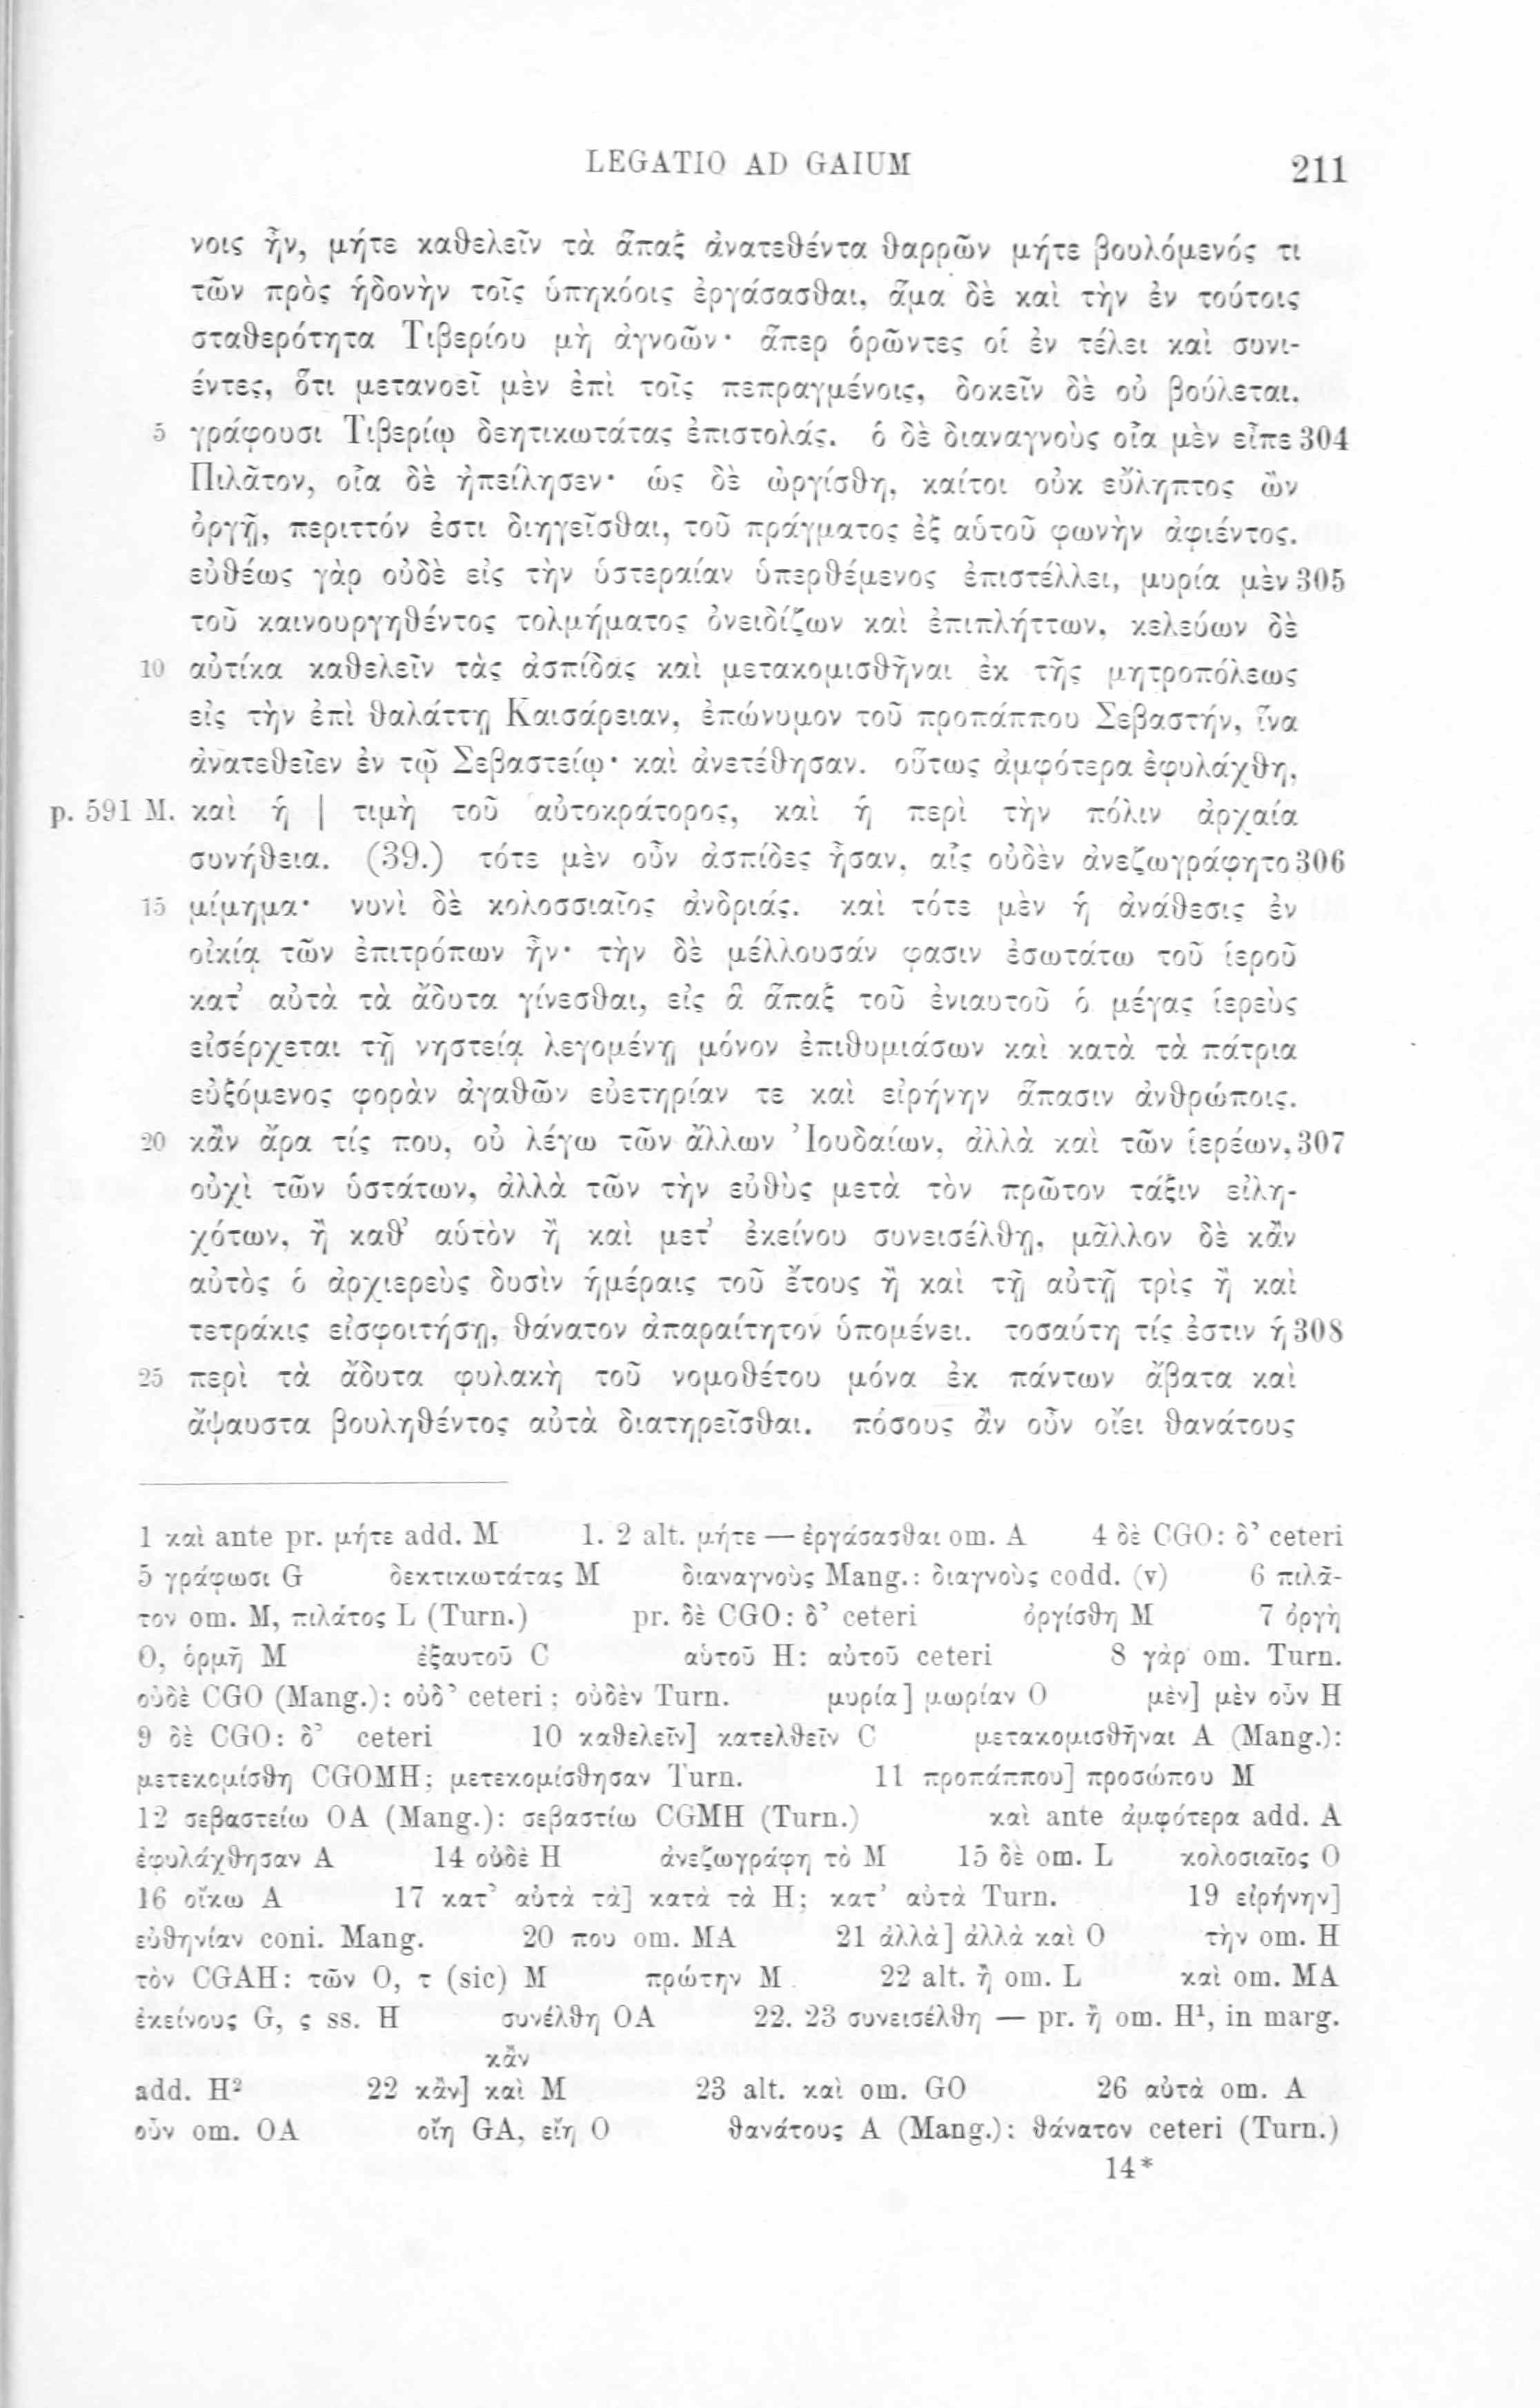 LEGATIO AD GAIUM 211
νοις ἦν, μήτε καθελεῖν τὰ ἅπαξ ἀνατεθέντα θαρρῶν μήτε βουλόμενός τι
τῶν πρὸς ἡδονὴν τοῖς ὑπηκόοις ἐργάσασθαι, ἅμα δὲ καὶ τὴν ἐν τούτοις
σταθερότητα Τιβερίου μὴ ἀγνοῶν· ἅπερ ὁρῶντες οἱ ἐν τέλει καὶ συνι-
έντες, ὅτι μετανοεῖ μὲν ἐπὶ τοῖς πεπραγμένοις, δοκεῖν δὲ οὐ βούλεται.
5 γράφουσι Τιβερίῳ δεητικωτάτας ἐπιστολάς. ὁ δὲ διαναγνοὺς οἷα μὲν εἶπε 304
Πιλᾶτον, οἷα δὲ ἠπείλησεν· ὡς δὲ ὠργίσθη, καίτοι οὐκ εὔληπτος ὢν
ὀργῇ, περιττόν ἐστι διηγεῖσθαι, τοῦ πράγματος ἐξ αὑτοῦ φωνὴν ἀφιέντος.
εὐθέως γὰρ οὐδὲ εἰς τὴν ὑστεραίαν ὑπερθέμενος ἐπιστέλλει, μυρία μὲν 305
τοῦ καινουργηθέντος τολμήματος ὀνειδίζων καὶ ἐπιπλήττων, κελεύων δὲ
10 αὐτίκα καθελεῖν τὰς ἀσπίδας καὶ μετακομισθῆναι ἐκ τῆς μητροπόλεως
εἰς τὴν ἐπὶ θαλάττῃ Καισάρειαν, ἐπώνυμον τοῦ προπάππου Σεβαστήν, ἵνα
ἀνατεθεῖεν ἐν τῷ Σεβαστείῳ· καὶ ἀνετέθησαν. οὕτως ἀμφότερα ἐφυλάχθη,
p. 591 M. καὶ ἡ | τιμὴ τοῦ αὐτοκράτορος, καὶ ἡ περὶ τὴν πόλιν ἀρχαία
συνήθεια. (39.) τότε μὲν οὖν ἀσπίδες ἦσαν, αἷς οὐδὲν ἀνεζωγράφητο 306
15 μίμημα· νυνὶ δὲ κολοσσιαῖος ἀνδριάς. καὶ τότε μὲν ἡ ἀνάθεσις ἐν
οἰκίᾳ τῶν ἐπιτρόπων ἦν· τὴν δὲ μέλλουσάν φασιν ἐσωτάτω τοῦ ἱεροῦ
κατ’ αὐτὰ τὰ ἄδυτα γίνεσθαι, εἰς ἃ ἅπαξ τοῦ ἐνιαυτοῦ ὁ μέγας ἱερεὺς
εἰσέρχεται τῇ νηστείᾳ λεγομένῃ μόνον ἐπιθυμιάσων καὶ κατὰ τὰ πάτρια
εὐξόμενος φορὰν ἀγαθῶν εὐετηρίαν τε καὶ εἰρήνην ἅπασιν ἀνθρώποις.
20 κἂν ἄρα τίς που, οὐ λέγω τῶν ἄλλων Ἰουδαίων, ἀλλὰ καὶ τῶν ἱερέων, 307
οὐχὶ τῶν ὑστάτων, ἀλλὰ τῶν τὴν εὐθὺς μετὰ τὸν πρῶτον τάξιν εἰλη-
χότων, ἢ καθ’ αὑτὸν ἢ καὶ μετ’ ἐκείνου συνεισέλθῃ, μᾶλλον δὲ κἂν
αὐτὸς ὁ ἀρχιερεὺς δυσὶν ἡμέραις τοῦ ἔτους ἢ καὶ τῇ αὐτῇ τρὶς ἢ καὶ
τετράκις εἰσφοιτήσῃ, θάνατον ἀπαραίτητον ὑπομένει. τοσαύτη τίς ἐστιν ἡ 308
25 περὶ τὰ ἄδυτα φυλακὴ τοῦ νομοθέτου μόνα ἐκ πάντων ἄβατα καὶ
ἄψαυστα βουληθέντος αὐτὰ διατηρεῖσθαι. πόσους ἂν οὖν οἴει θανάτους
1 καὶ ante pr. μήτε add. M 1. 2 alt. μήτε — ἐργάσασθαι om. A 4 δὲ CGO: δ’ ceteri
5 γράφωσι G δεκτικωτάτας M διαναγνοὺς Mang.: διαγνοὺς codd. (v) 6 πιλᾶ-
τον om. M, πιλάτος L (Turn.) pr. δὲ CGO: δ’ ceteri ὀργίσθη M 7 ὀργὴ
O, ὁρμῇ M ἐξαυτοῦ C αὑτοῦ H: αὐτοῦ ceteri 8 γὰρ om. Turn.
οὐδὲ CGO (Mang.): οὐδ’ ceteri; οὐδὲν Turn. μυρία] μωρίαν O μὲν] μὲν οὖν H
9 δὲ CGO: δ’ ceteri 10 καθελεῖν] κατελθεῖν C μετακομισθῆναι A (Mang.):
μετεκομίσθη CGOMH; μετεκομίσθησαν Turn. 11 προπάππου] προσώπου M
12 σεβαστείω OA (Mang.): σεβαστίω CGMH (Turn.) καὶ ante ἀμφότερα add. A
ἐφυλάχθησαν A 14 οὐδὲ H ἀνεζωγράφη τὸ M 15 δὲ om. L κολοσιαῖος O
16 οἴκω A 17 κατ’ αὐτὰ τὰ] κατὰ τὰ H; κατ’ αὐτὰ Turn. 19 εἰρήνην]
εὐθηνίαν coni. Mang. 20 που om. MA 21 ἀλλὰ] ἀλλὰ καὶ O τὴν om. H
τὸν CGAH: τῶν O, τ (sic) M πρώτην M 22 alt. ἢ om. L καὶ om. MA
ἐκείνους G, ς ss. H συνέλθη OA 22. 23 συνεισέλθη — pr. ἢ om. H¹, in marg.
κἂν
add. H² 22 κἂν] καὶ M 23 alt. καὶ om. GO 26 αὐτὰ om. A
οὖν om. OA οἴη GA, εἴη O θανάτους A (Mang.): θάνατον ceteri (Turn.)
14*